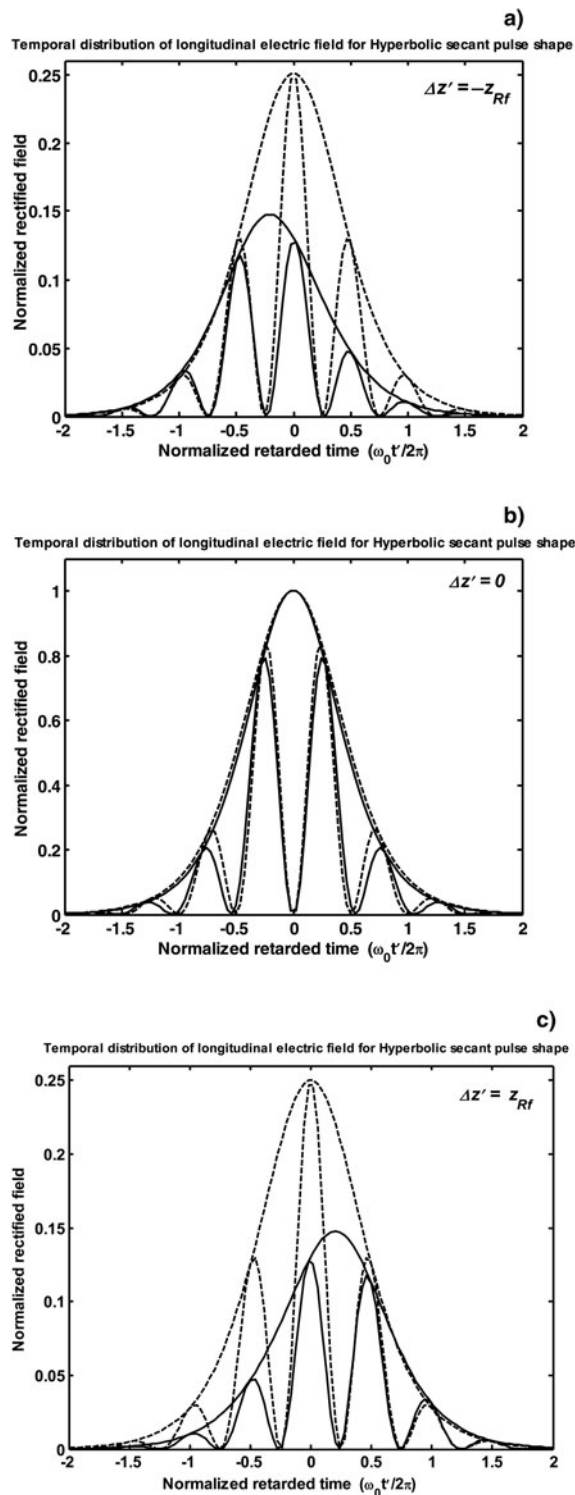 a)
Temporal distribution of longitudinal electric field for Hyperbolic secant pulse shape
Δz′ = –z_Rf
Normalized rectified field
0.25
0.2
0.15
0.1
0.05
0
-2 -1.5 -1 -0.5 0 0.5 1 1.5 2
Normalized retarded time (ω₀t′/2π)
b)
Temporal distribution of longitudinal electric field for Hyperbolic secant pulse shape
Δz′ = 0
Normalized rectified field
1
0.8
0.6
0.4
0.2
0
-2 -1.5 -1 -0.5 0 0.5 1 1.5 2
Normalized retarded time (ω₀t′/2π)
c)
Temporal distribution of longitudinal electric field for Hyperbolic secant pulse shape
Δz′ = z_Rf
Normalized rectified field
0.25
0.2
0.15
0.1
0.05
0
-2 -1.5 -1 -0.5 0 0.5 1 1.5 2
Normalized retarded time (ω₀t′/2π)